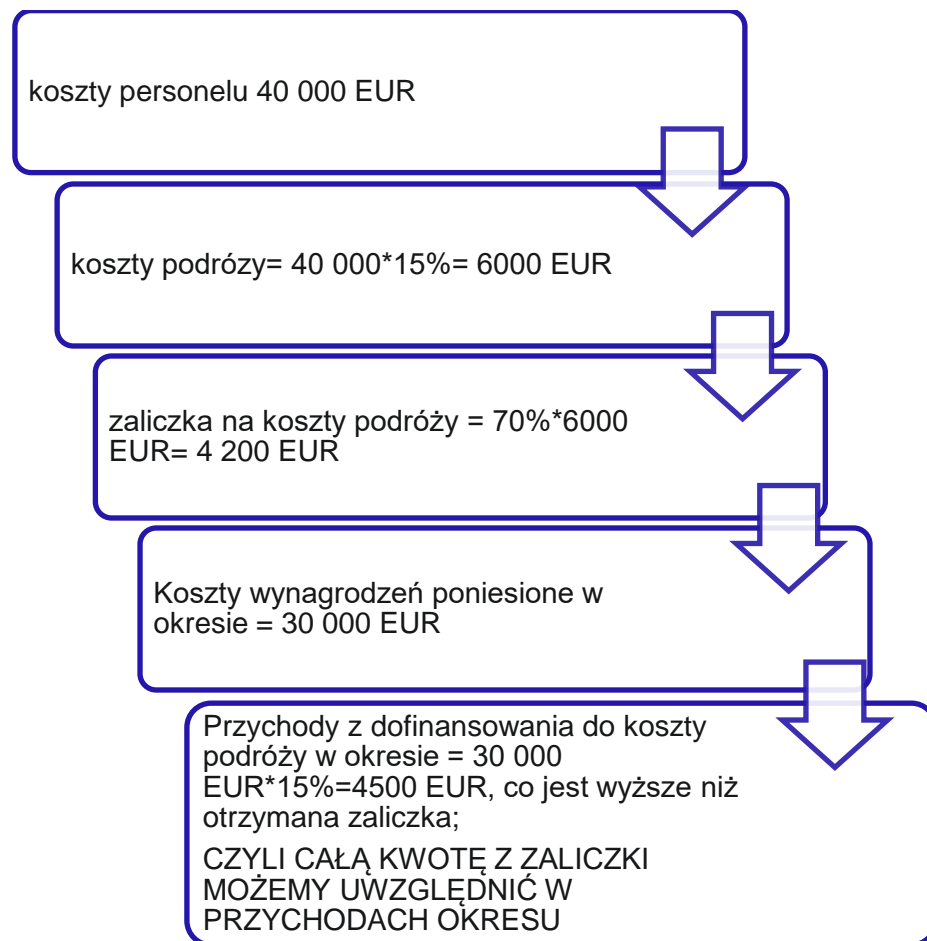 koszty personelu 40 000 EUR
koszty podrózy= 40 000*15%= 6000 EUR
zaliczka na koszty podróży = 70%*6000
EUR= 4 200 EUR
Koszty wynagrodzeń poniesione w
okresie = 30 000 EUR
Przychody z dofinansowania do koszty
podróży w okresie = 30 000
EUR*15%=4500 EUR, co jest wyższe niż
otrzymana zaliczka;
CZYLI CAŁĄ KWOTĘ Z ZALICZKI
MOŻEMY UWZGLĘDNIĆ W
PRZYCHODACH OKRESU